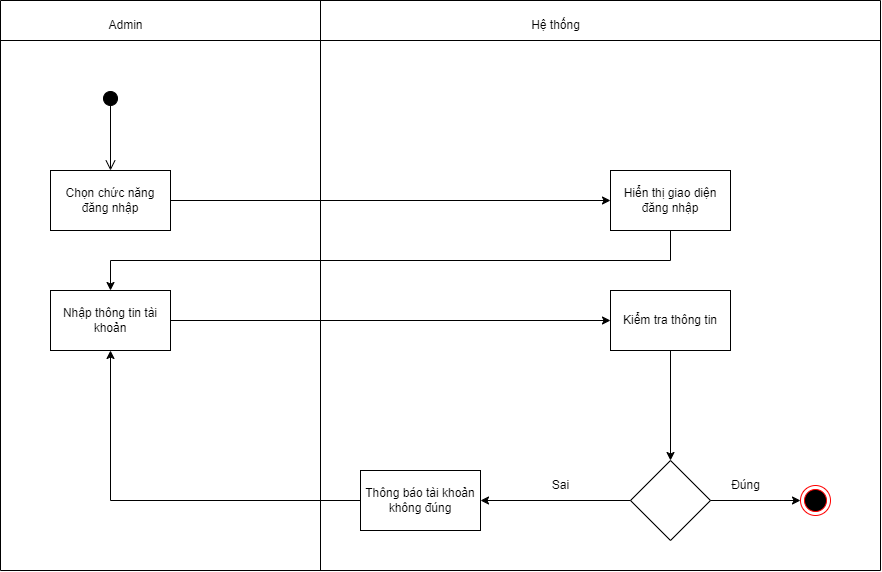 Admin
Hệ thống
Chọn chức năng
đăng nhập
Hiển thị giao diện
đăng nhập
Nhập thông tin tài
khoản
Kiểm tra thông tin
Thông báo tài khoản
không đúng
Sai
Đúng